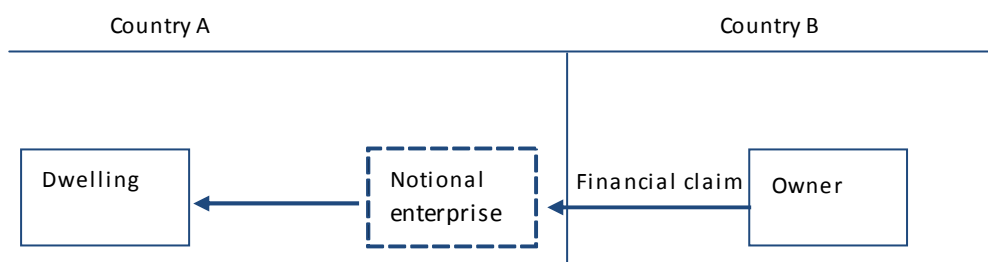 Country A
Country B
Dwelling
Notional
enterprise
Financial claim
Owner